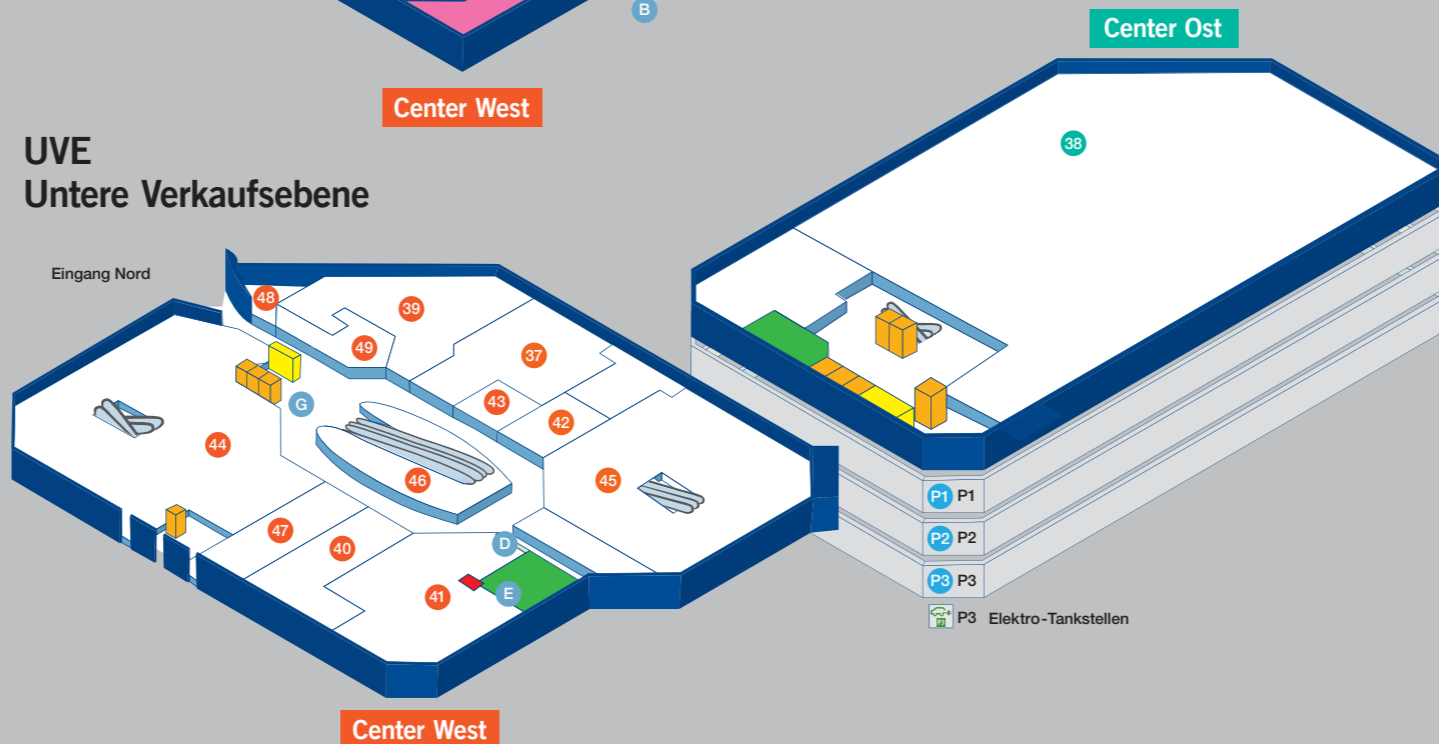 B
Center Ost
Center West
38
UVE
Untere Verkaufsebene
Eingang Nord
48
39
49
37
G
43
42
44
46
45
47
40
D
41
E
P1 P1
P2 P2
P3 P3
P3 Elektro-Tankstellen
Center West